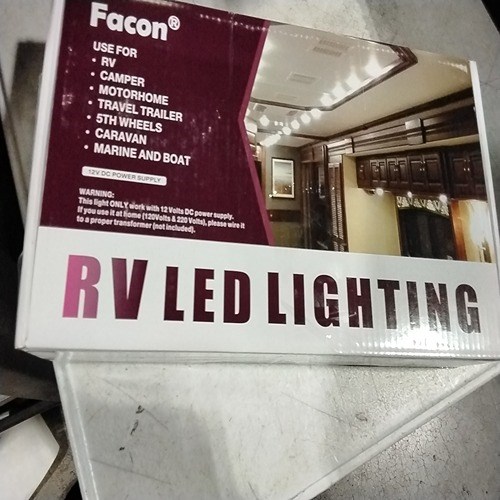 Facon®
USE FOR
• RV
• CAMPER
• MOTORHOME
• TRAVEL TRAILER
• 5TH WHEELS
• CARAVAN
• MARINE AND BOAT
12V DC POWER SUPPLY
WARNING:
This light ONLY work with 12 Volts DC power supply.
If you use it at home (120Volts & 220 Volts), please wire it
to a proper transformer (not included).
RV LED LIGHTING